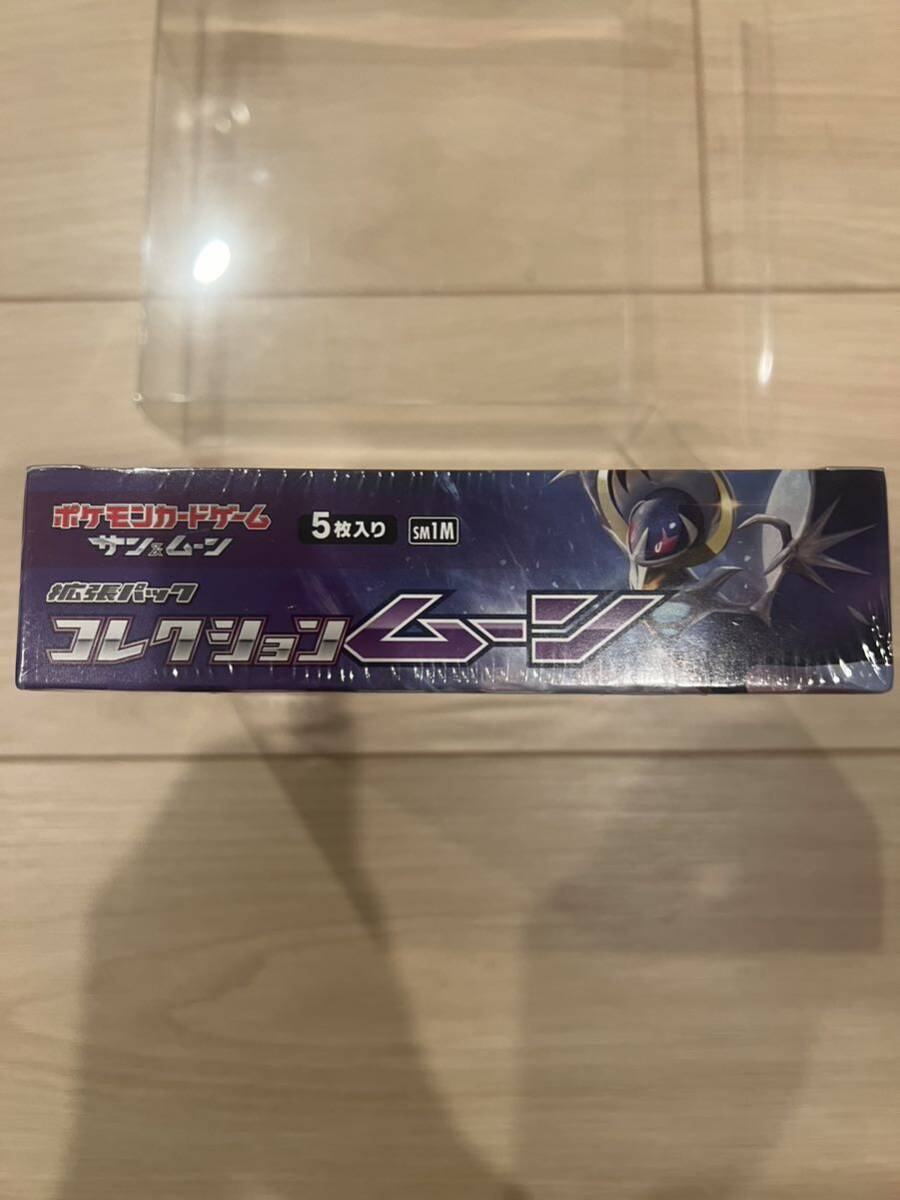 ポケモンカードゲーム
サン&ムーン
5枚入り SM1M
拡張パック
コレクションムーン